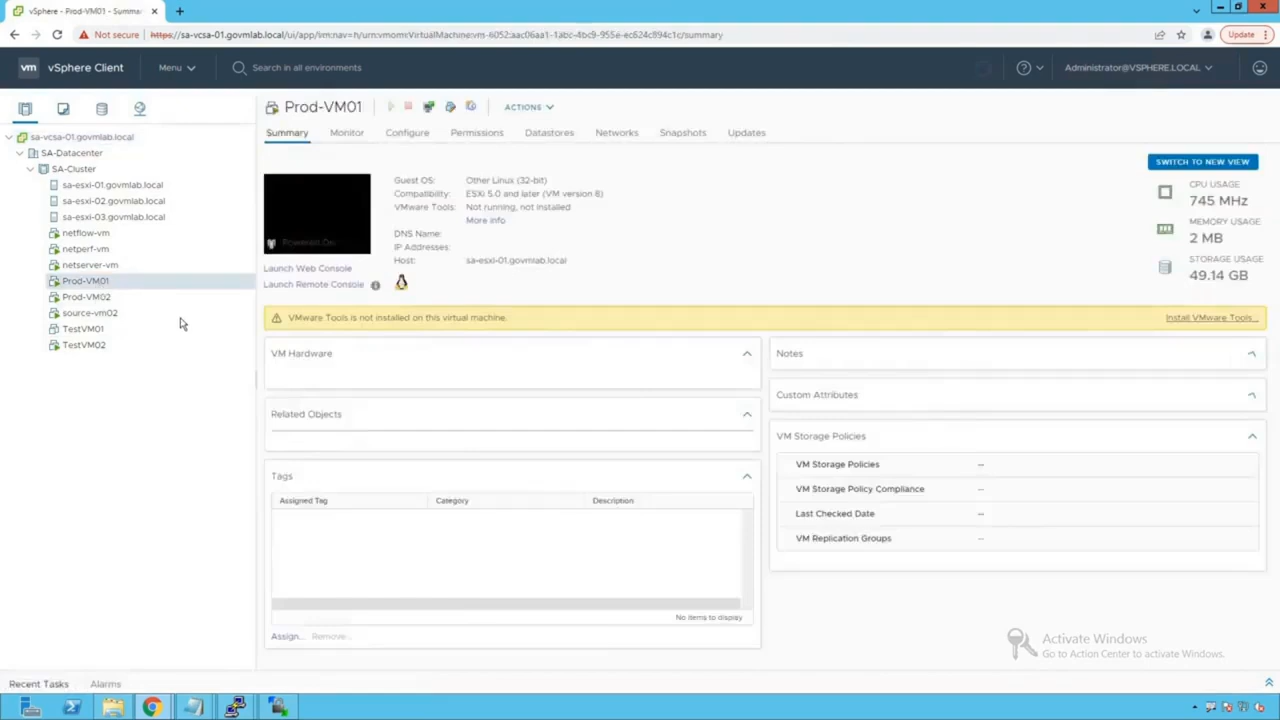 vSphere - Prod-VM01 - Summa
Not secure
https://sa-vcsa-01.govmlab.local/ui/app/vm;nav=h/urn:vmomi:VirtualMachine:vm-6052:aac06aa1-1abc-4bc9-955e-ec624c894c1c/summary
Update
vm vSphere Client
Menu
Search in all environments
Administrator@VSPHERE.LOCAL
sa-vcsa-01.govmlab.local
SA-Datacenter
SA-Cluster
sa-esxi-01.govmlab.local
sa-esxi-02.govmlab.local
sa-esxi-03.govmlab.local
netflow-vm
netperf-vm
netserver-vm
Prod-VM01
Prod-VM02
source-vm02
TestVM01
TestVM02
Prod-VM01
ACTIONS
Summary Monitor Configure Permissions Datastores Networks Snapshots Updates
SWITCH TO NEW VIEW
Powered On
Launch Web Console
Launch Remote Console
Guest OS: Other Linux (32-bit)
Compatibility: ESXi 5.0 and later (VM version 8)
VMware Tools: Not running, not installed
More info
DNS Name:
IP Addresses:
Host: sa-esxi-01.govmlab.local
CPU USAGE
745 MHz
MEMORY USAGE
2 MB
STORAGE USAGE
49.14 GB
VMware Tools is not installed on this virtual machine.
Install VMware Tools...
VM Hardware
Related Objects
Tags
Assigned Tag Category Description
No items to display
Assign... Remove...
Notes
Custom Attributes
VM Storage Policies
VM Storage Policies --
VM Storage Policy Compliance --
Last Checked Date --
VM Replication Groups --
Activate Windows
Go to Action Center to activate Windows.
Recent Tasks Alarms